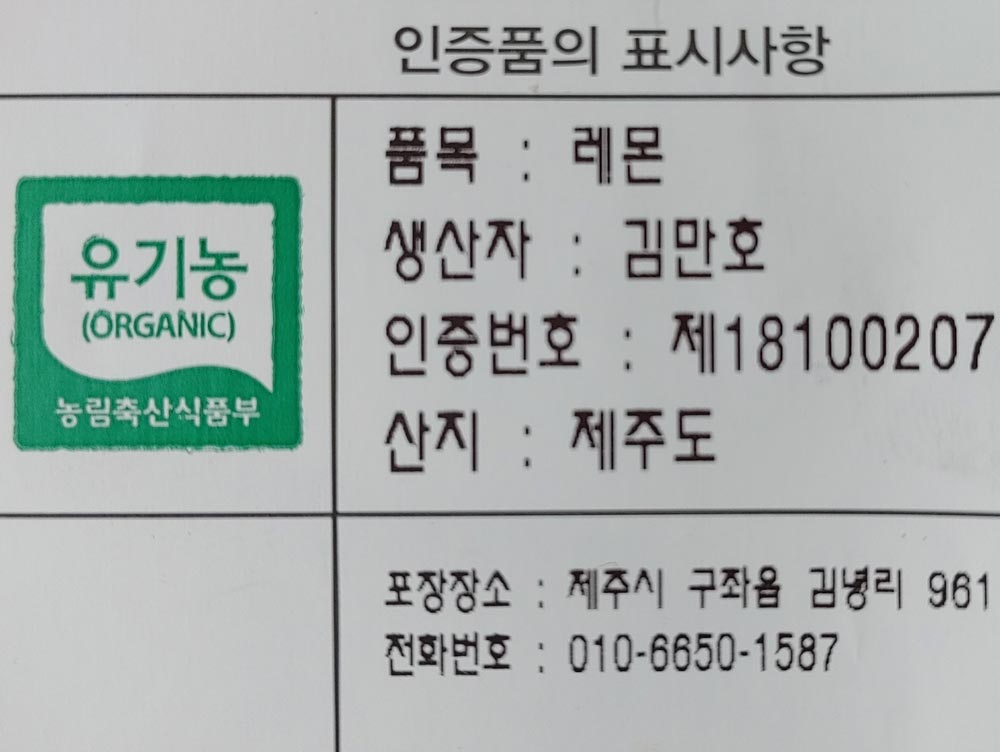 인증품의 표시사항
유기농
(ORGANIC)
농림축산식품부
품목 : 레몬
생산자 : 김만호
인증번호 : 제18100207
산지 : 제주도
포장장소 : 제주시 구좌읍 김녕리 961
전화번호 : 010-6650-1587